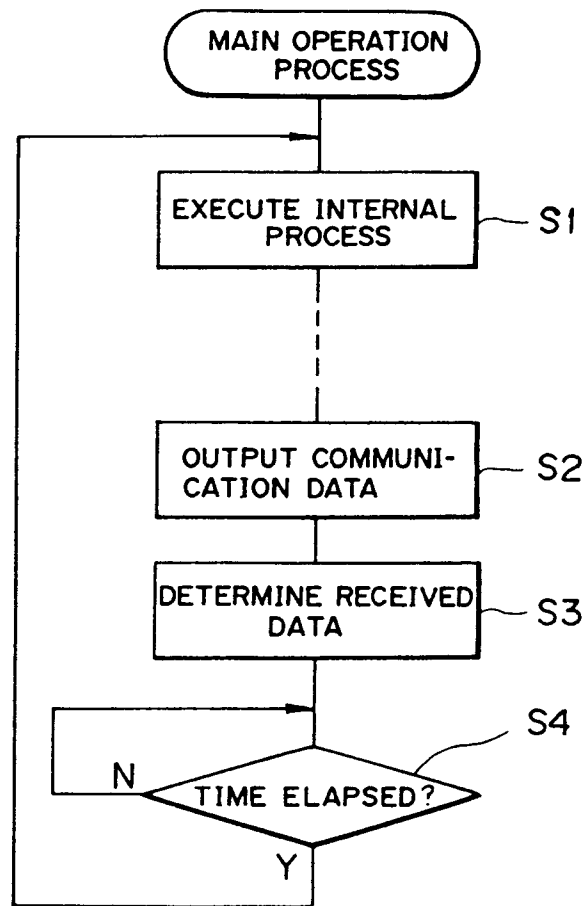 MAIN OPERATION
PROCESS
EXECUTE INTERNAL
PROCESS
S1
OUTPUT COMMUNI-
CATION DATA
S2
DETERMINE RECEIVED
DATA
S3
S4
TIME ELAPSED?
N
Y